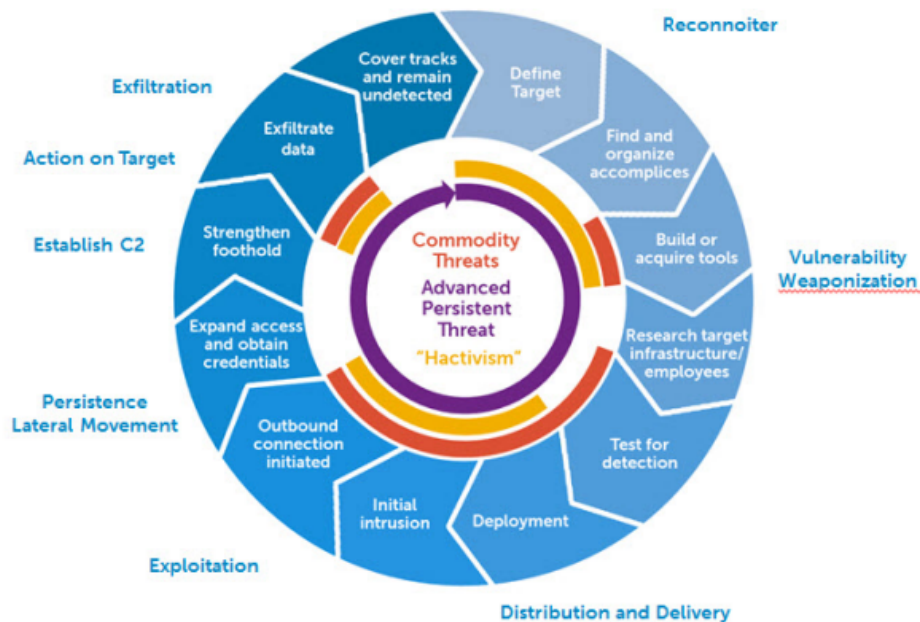 Reconnoiter
Cover tracks
and remain
undetected
Define
Target
Exfiltration
Exfiltrate
data
Find and
organize
accomplices
Action on Target
Strengthen
foothold
Commodity
Threats
Advanced
Persistent
Threat
"Hactivism"
Build or
acquire tools
Establish C2
Vulnerability
Weaponization
Expand access
and obtain
credentials
Research target
infrastructure/
employees
Persistence
Lateral Movement
Outbound
connection
initiated
Test for
detection
Initial
intrusion
Deployment
Exploitation
Distribution and Delivery